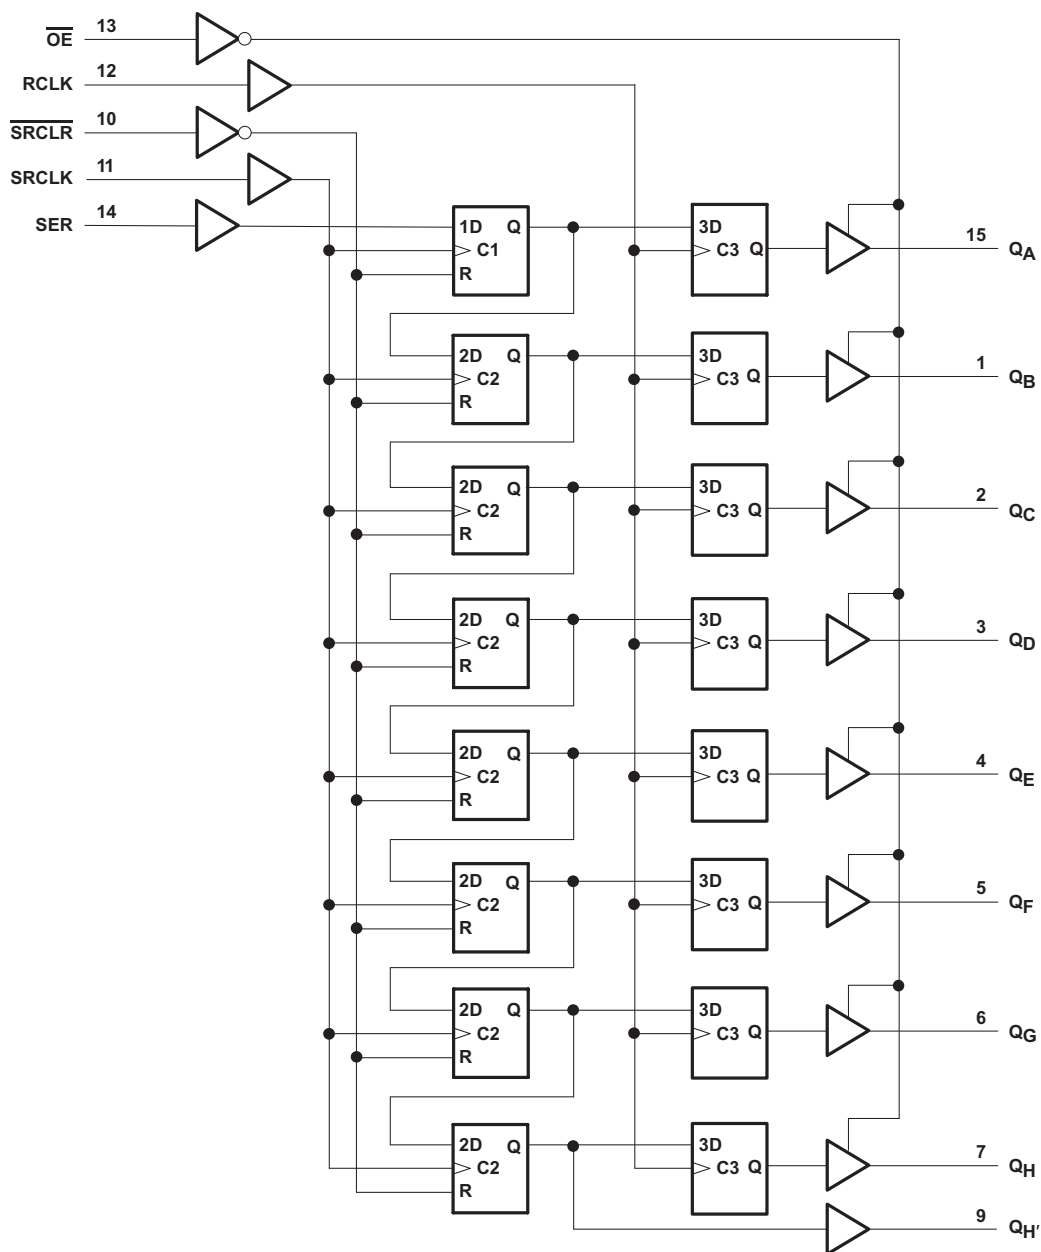 OE 13
RCLK 12
SRCLR 10
SRCLK 11
SER 14
1D Q 3D
C1 C3 Q 15 QA
R
2D Q 3D
C2 C3 Q 1 QB
R
2D Q 3D
C2 C3 Q 2 QC
R
2D Q 3D
C2 C3 Q 3 QD
R
2D Q 3D
C2 C3 Q 4 QE
R
2D Q 3D
C2 C3 Q 5 QF
R
2D Q 3D
C2 C3 Q 6 QG
R
2D Q 3D
C2 C3 Q 7 QH
R
9 QH′